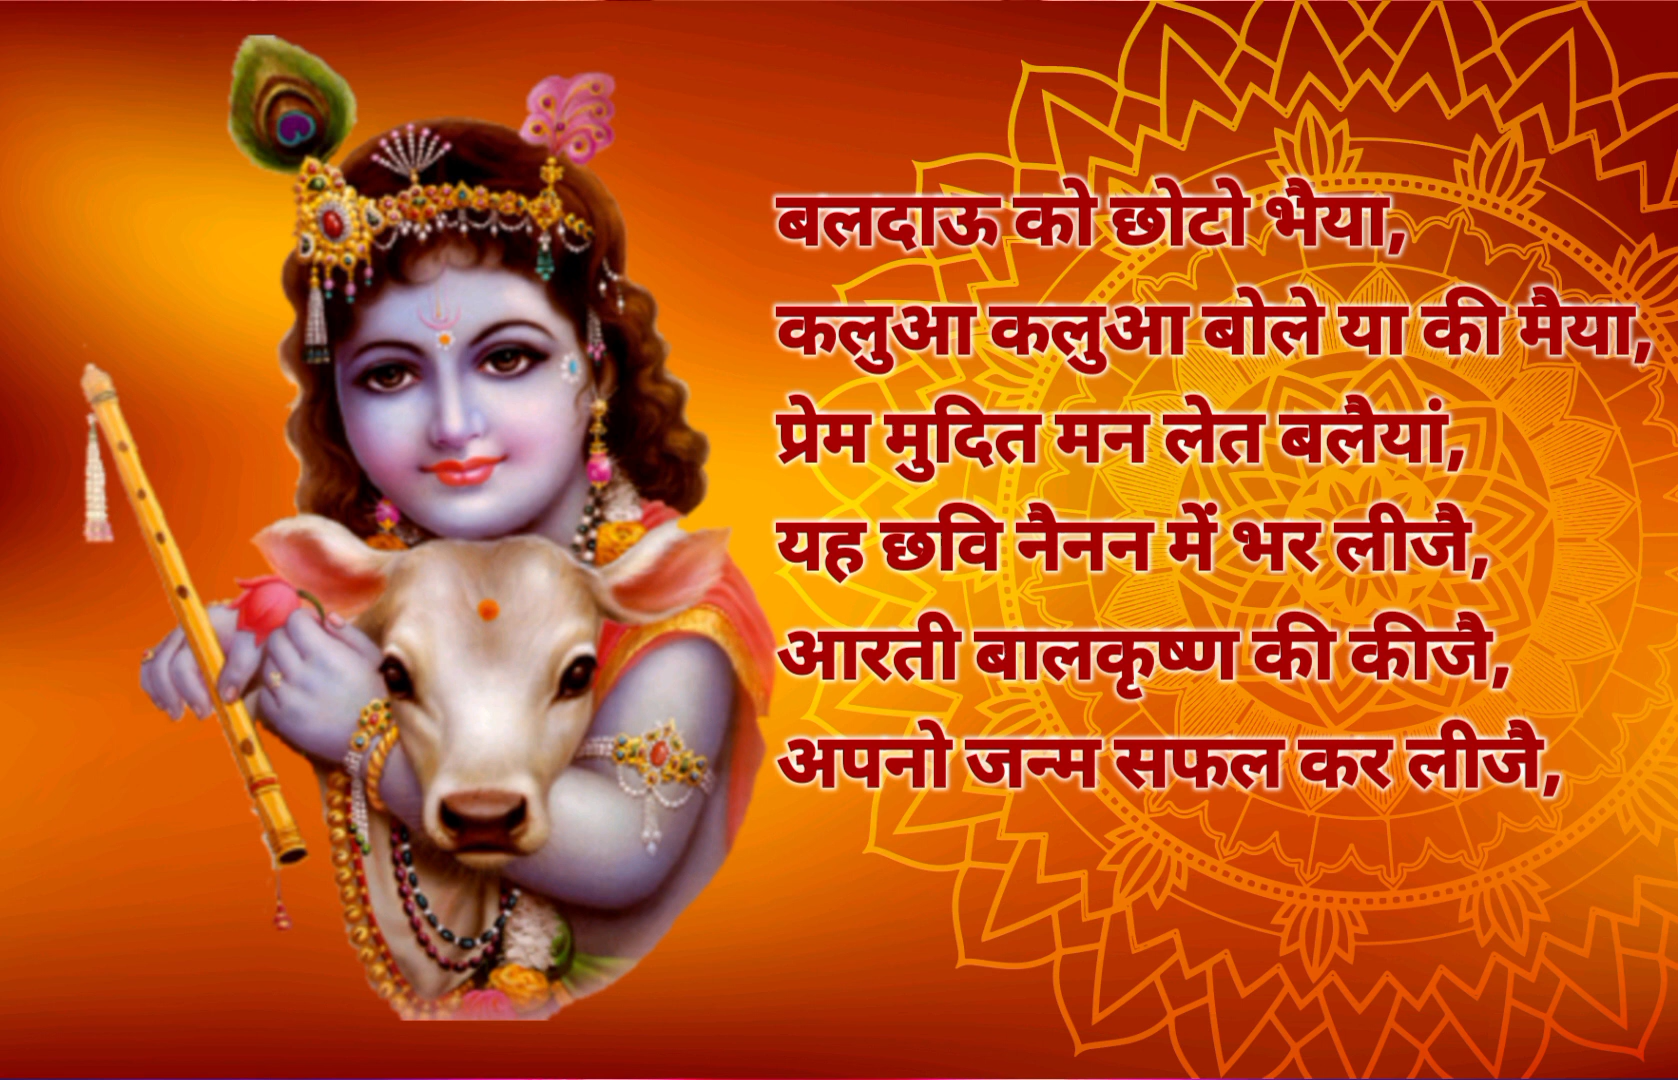 बलदाऊ को छोटो भैया,
कलुआ कलुआ बोले या की मैया,
प्रेम मुदित मन लेत बलैयां,
यह छवि नैनन में भर लीजै,
आरती बालकृष्ण की कीजै,
अपनो जन्म सफल कर लीजै,